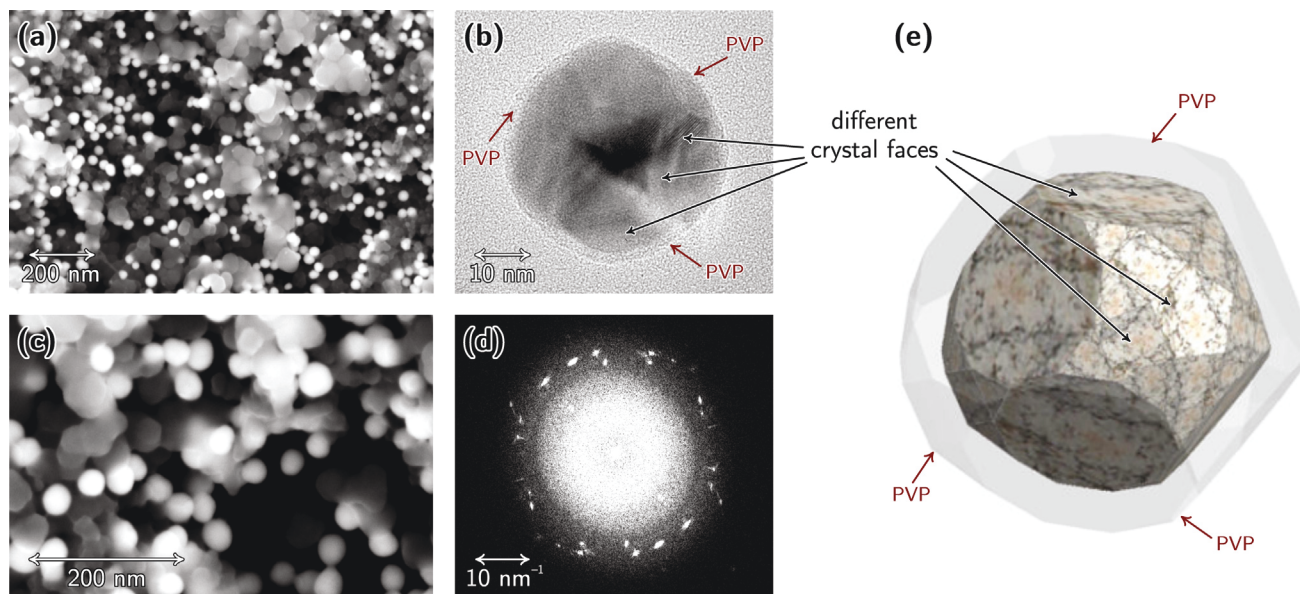 (a)
200 nm
(b)
PVP
PVP
PVP
10 nm
different
crystal faces
(e)
PVP
PVP
PVP
(c)
200 nm
(d)
10 nm⁻¹